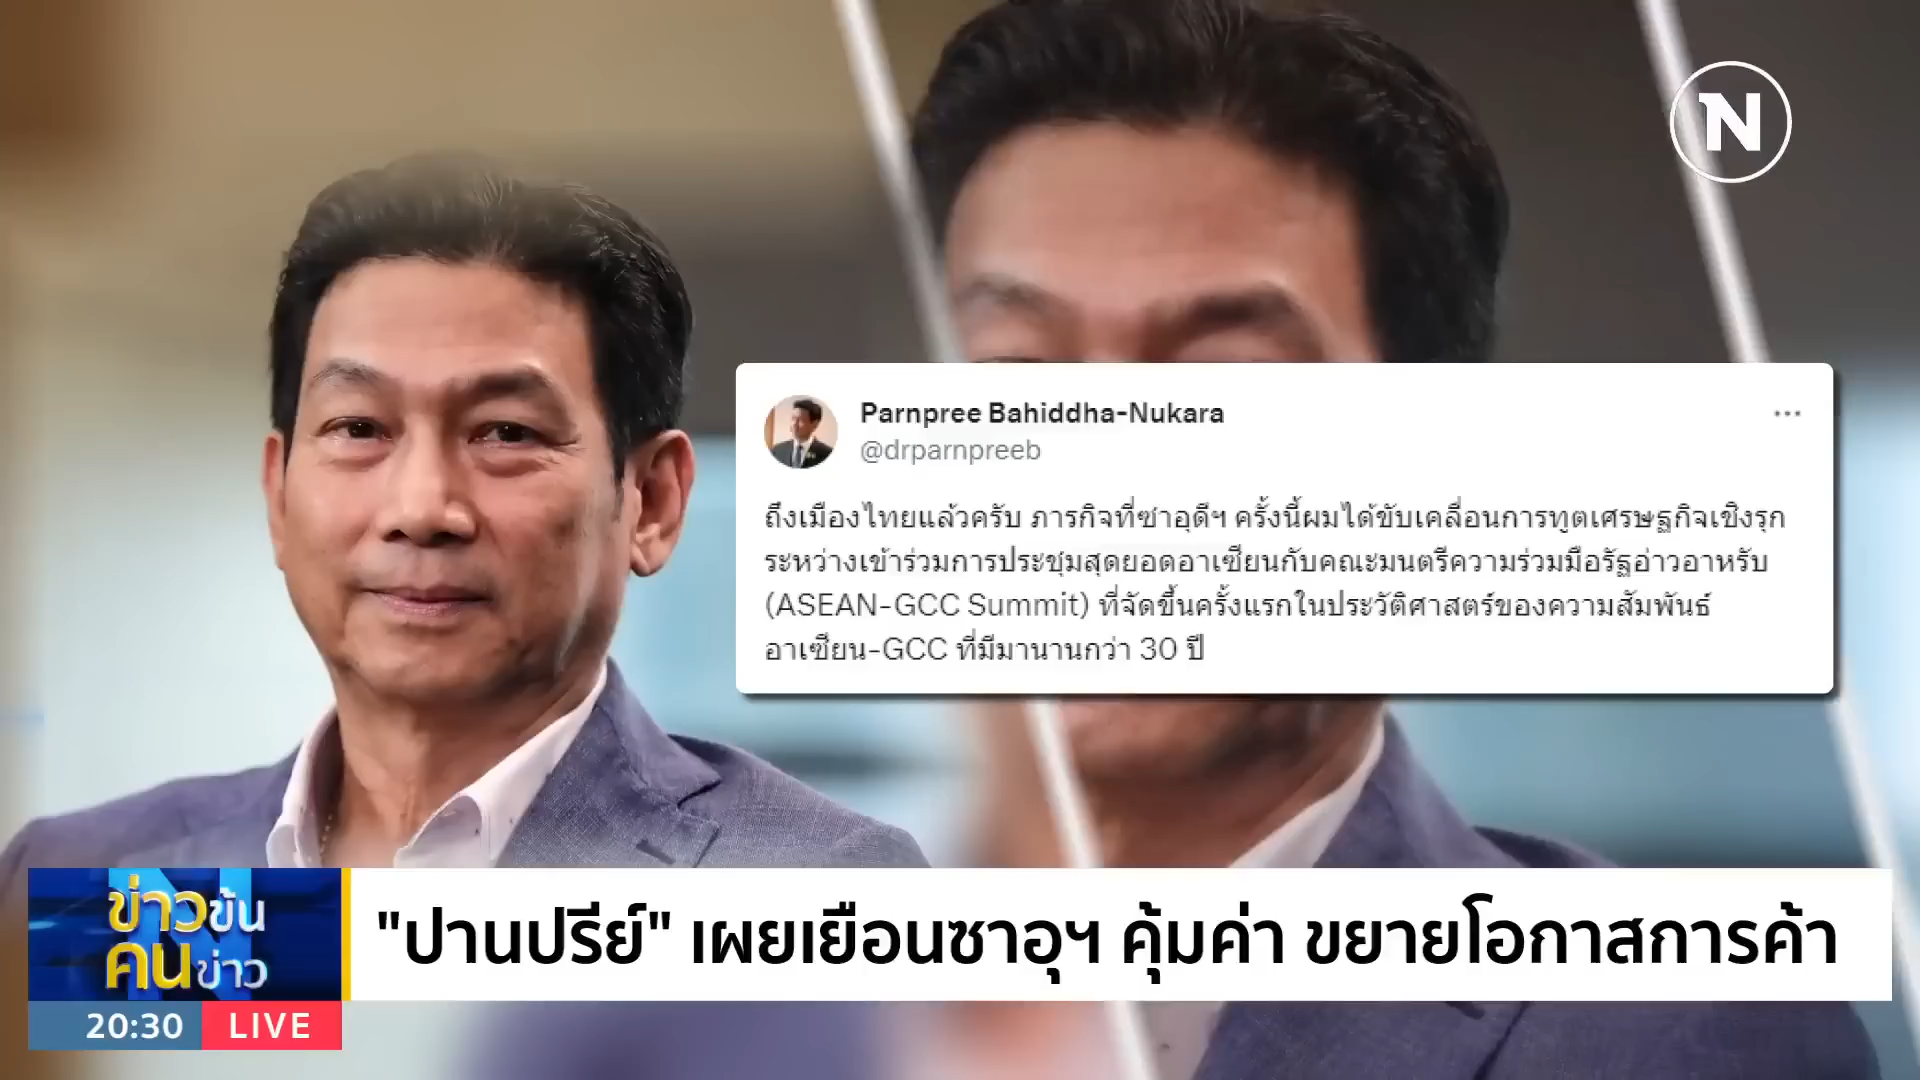 N
Parnpree Bahiddha-Nukara
@drparnpreeb
ถึงเมืองไทยแล้วครับ ภารกิจที่ซาอุดีฯ ครั้งนี้ผมได้ขับเคลื่อนการทูตเศรษฐกิจเชิงรุก
ระหว่างเข้าร่วมการประชุมสุดยอดอาเซียนกับคณะมนตรีความร่วมมือรัฐอ่าวอาหรับ
(ASEAN-GCC Summit) ที่จัดขึ้นครั้งแรกในประวัติศาสตร์ของความสัมพันธ์
อาเซียน-GCC ที่มีมานานกว่า 30 ปี
ข่าวข้น
คนข่าว
"ปานปรีย์" เผยเยือนซาอุฯ คุ้มค่า ขยายโอกาสการค้า
20:30 LIVE